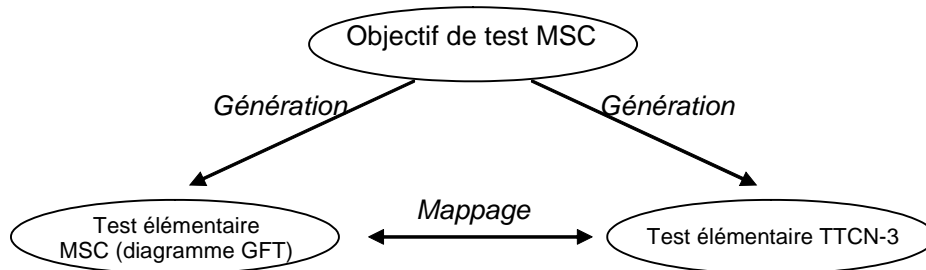 Objectif de test MSC
Génération
Génération
Mappage
Test élémentaire
MSC (diagramme GFT)
Test élémentaire TTCN-3